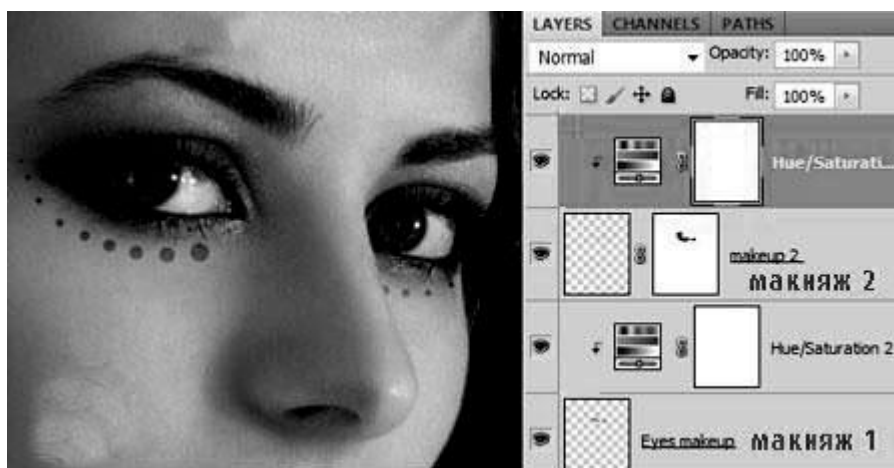 LAYERS CHANNELS PATHS
Normal Opacity: 100%
Lock: Fill: 100%
Hue/Saturati...
makeup 2
макияж 2
Hue/Saturation 2
Eyes makeup макияж 1